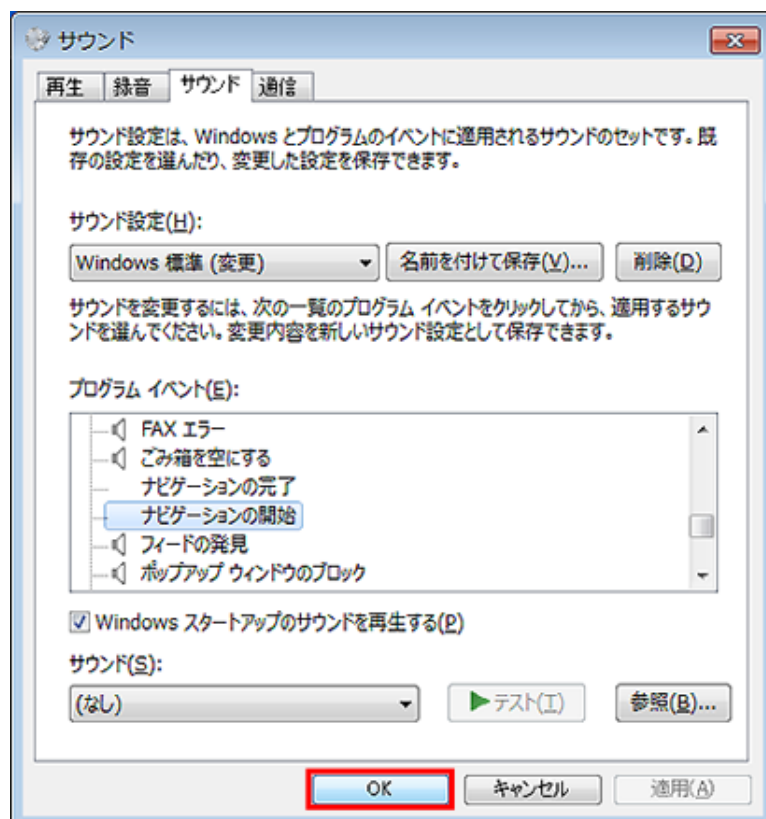 サウンド
再生 録音 サウンド 通信
サウンド設定は、Windows とプログラムのイベントに適用されるサウンドのセットです。既
存の設定を選んだり、変更した設定を保存できます。
サウンド設定(H):
Windows 標準 (変更) 名前を付けて保存(V)... 削除(D)
サウンドを変更するには、次の一覧のプログラム イベントをクリックしてから、適用するサウ
ンドを選んでください。変更内容を新しいサウンド設定として保存できます。
プログラム イベント(E):
FAX エラー
ごみ箱を空にする
ナビゲーションの完了
ナビゲーションの開始
フィードの発見
ポップアップ ウィンドウのブロック
Windows スタートアップのサウンドを再生する(P)
サウンド(S):
(なし) テスト(T) 参照(B)...
OK キャンセル 適用(A)